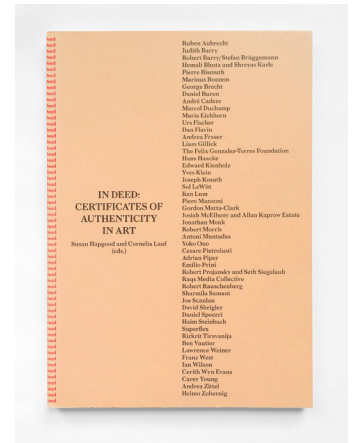 IN DEED:
CERTIFICATES OF
AUTHENTICITY
IN ART
Susan Hapgood and Cornelia Lauf
(eds.)
Ruben Aubrecht
Judith Barry
Robert Barry/Stefan Brüggemann
Hemali Bhuta and Shreyas Karle
Pierre Bismuth
Marinus Boezem
George Brecht
Daniel Buren
André Cadere
Marcel Duchamp
Maria Eichhorn
Urs Fischer
Dan Flavin
Andrea Fraser
Liam Gillick
The Felix Gonzalez-Torres Foundation
Hans Haacke
Edward Kienholz
Yves Klein
Joseph Kosuth
Sol LeWitt
Ken Lum
Piero Manzoni
Gordon Matta-Clark
Josiah McElheny and Allan Kaprow Estate
Jonathan Monk
Robert Morris
Antoni Muntadas
Yoko Ono
Cesare Pietroiusti
Adrian Piper
Emilio Prini
Robert Projansky and Seth Siegelaub
Raqs Media Collective
Robert Rauschenberg
Sharmila Samant
Joe Scanlan
David Shrigley
Daniel Spoerri
Haim Steinbach
Superflex
Rirkrit Tiravanija
Ben Vautier
Lawrence Weiner
Franz West
Ian Wilson
Cerith Wyn Evans
Carey Young
Andrea Zittel
Heimo Zobernig